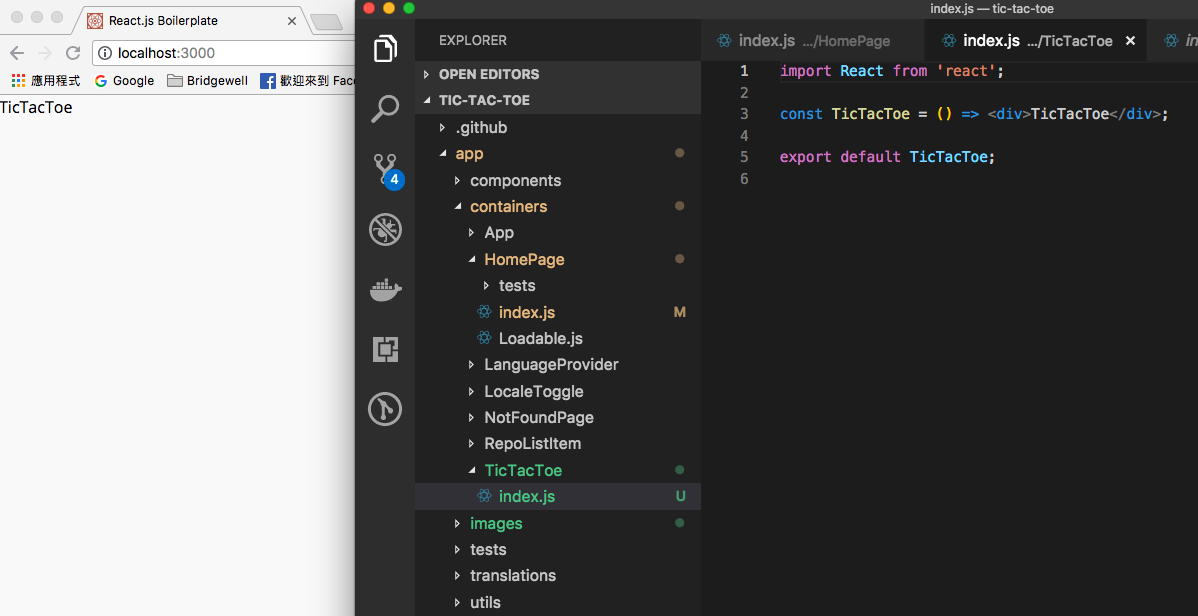 React.js Boilerplate
localhost:3000
應用程式 Google Bridgewell 歡迎來到 Fac
TicTacToe
index.js — tic-tac-toe
4
EXPLORER
OPEN EDITORS
TIC-TAC-TOE
.github
app
components
containers
App
HomePage
tests
index.js M
Loadable.js
LanguageProvider
LocaleToggle
NotFoundPage
RepoListItem
TicTacToe
index.js U
images
tests
translations
utils
index.js .../HomePage index.js .../TicTacToe in
1 import React from 'react';
2
3 const TicTacToe = () => <div>TicTacToe</div>;
4
5 export default TicTacToe;
6